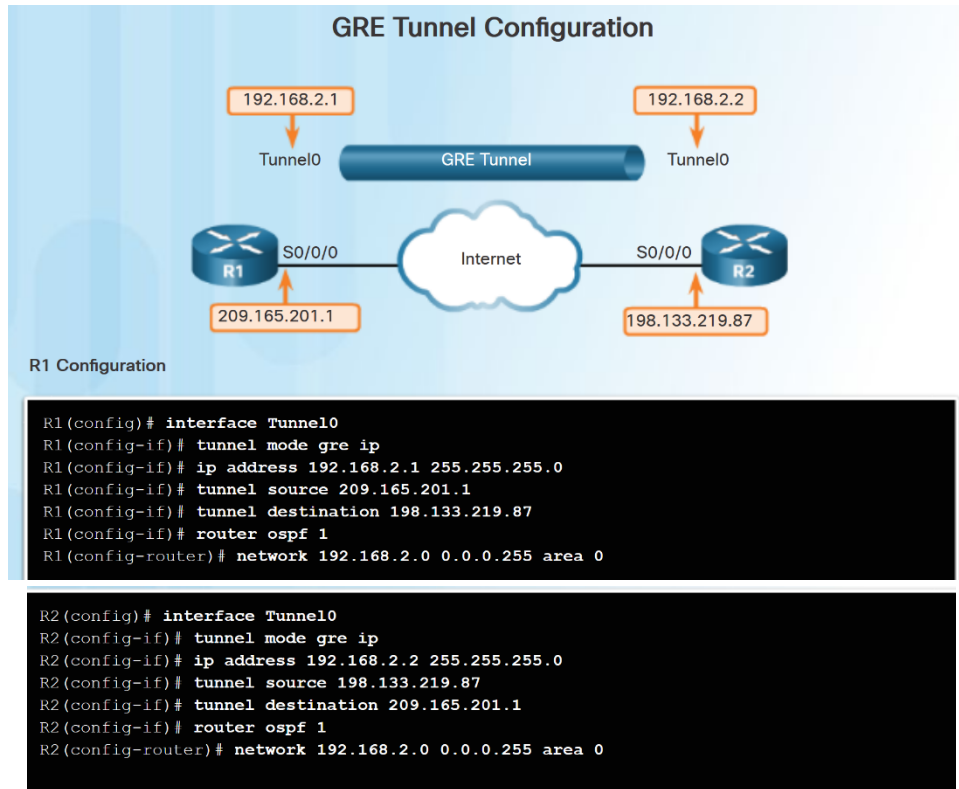 GRE Tunnel Configuration
192.168.2.1
192.168.2.2
Tunnel0
GRE Tunnel
Tunnel0
S0/0/0
Internet
S0/0/0
R1
R2
209.165.201.1
198.133.219.87
R1 Configuration
R1(config)# interface Tunnel0
R1(config-if)# tunnel mode gre ip
R1(config-if)# ip address 192.168.2.1 255.255.255.0
R1(config-if)# tunnel source 209.165.201.1
R1(config-if)# tunnel destination 198.133.219.87
R1(config-if)# router ospf 1
R1(config-router)# network 192.168.2.0 0.0.0.255 area 0
R2(config)# interface Tunnel0
R2(config-if)# tunnel mode gre ip
R2(config-if)# ip address 192.168.2.2 255.255.255.0
R2(config-if)# tunnel source 198.133.219.87
R2(config-if)# tunnel destination 209.165.201.1
R2(config-if)# router ospf 1
R2(config-router)# network 192.168.2.0 0.0.0.255 area 0